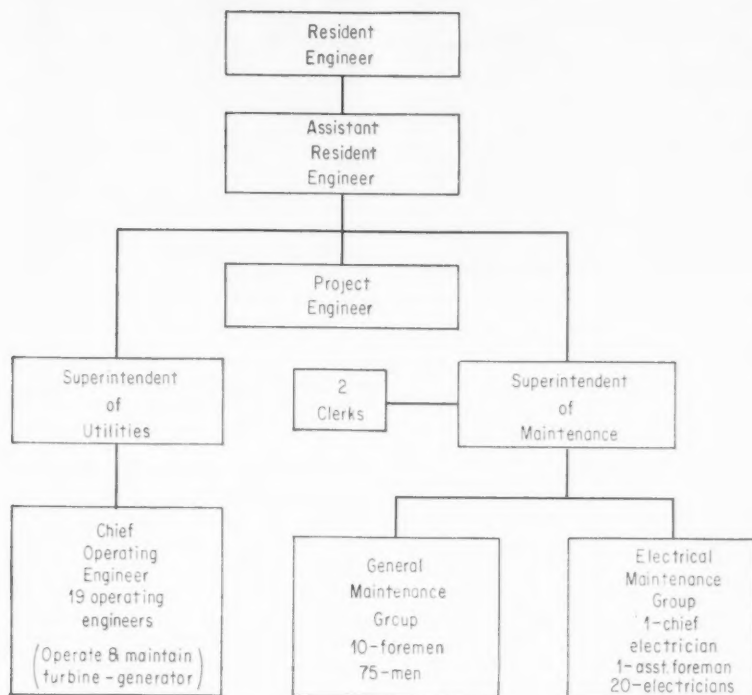 Resident
Engineer
Assistant
Resident
Engineer
Project
Engineer
Superintendent
of
Utilities
2
Clerks
Superintendent
of
Maintenance
Chief
Operating
Engineer
19 operating
engineers
(Operate & maintain
turbine-generator)
General
Maintenance
Group
10-foremen
75-men
Electrical
Maintenance
Group
1-chief
electrician
1-asst. foreman
20-electricians